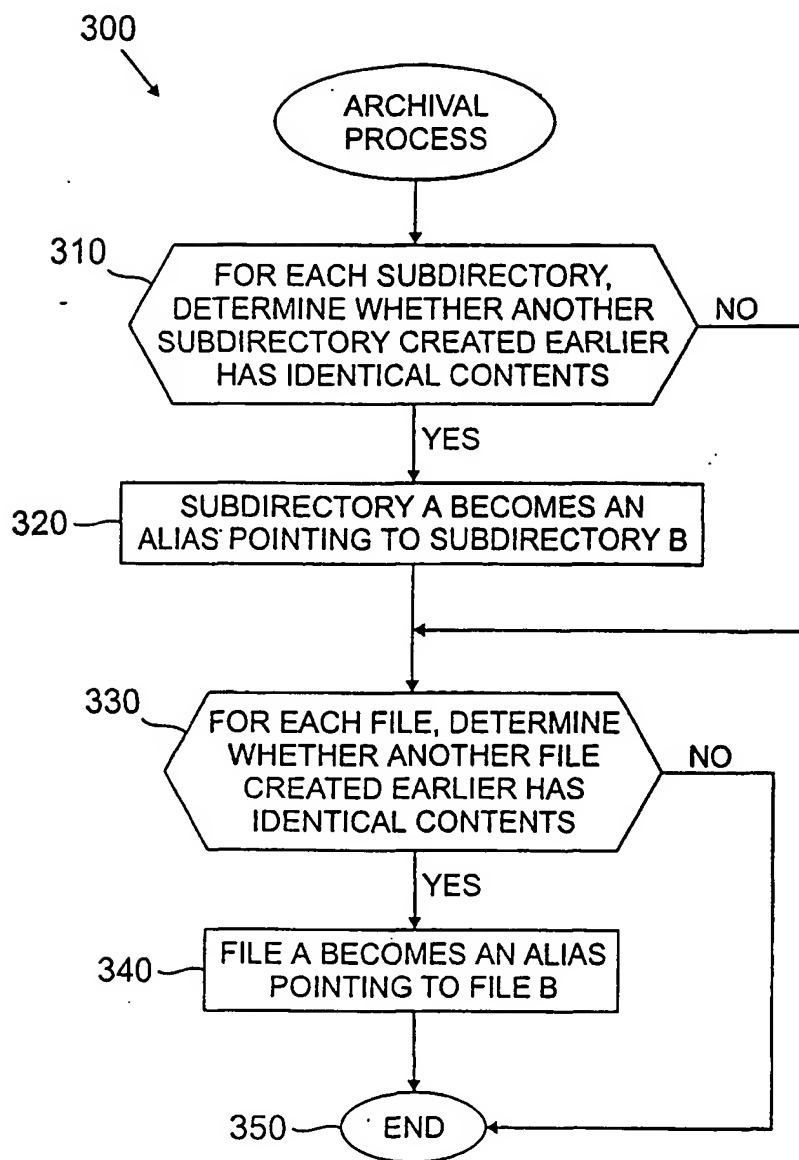 300
ARCHIVAL
PROCESS
310
FOR EACH SUBDIRECTORY,
DETERMINE WHETHER ANOTHER
SUBDIRECTORY CREATED EARLIER
HAS IDENTICAL CONTENTS
NO
YES
320
SUBDIRECTORY A BECOMES AN
ALIAS POINTING TO SUBDIRECTORY B
330
FOR EACH FILE, DETERMINE
WHETHER ANOTHER FILE
CREATED EARLIER HAS
IDENTICAL CONTENTS
NO
YES
340
FILE A BECOMES AN ALIAS
POINTING TO FILE B
350
END